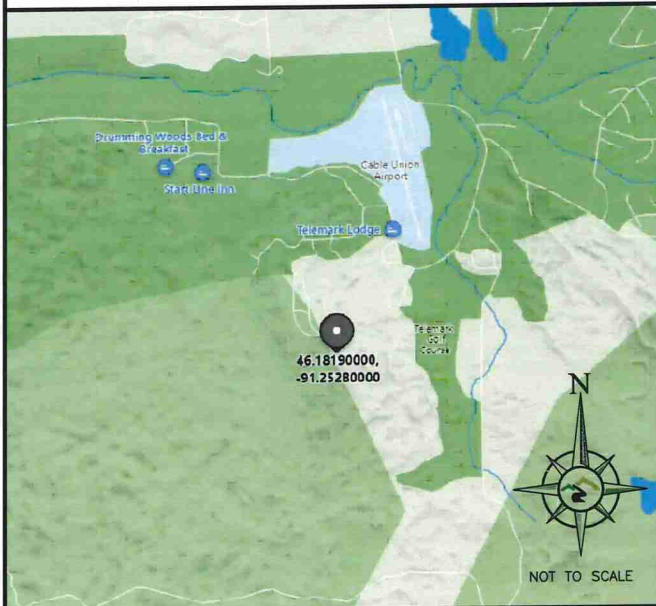 Drumming Woods Bed &
Breakfast
Start Line Inn
Cable Union
Airport
Telemark Lodge
Telemark
Golf
Course
46.18190000,
-91.25280000
N
NOT TO SCALE